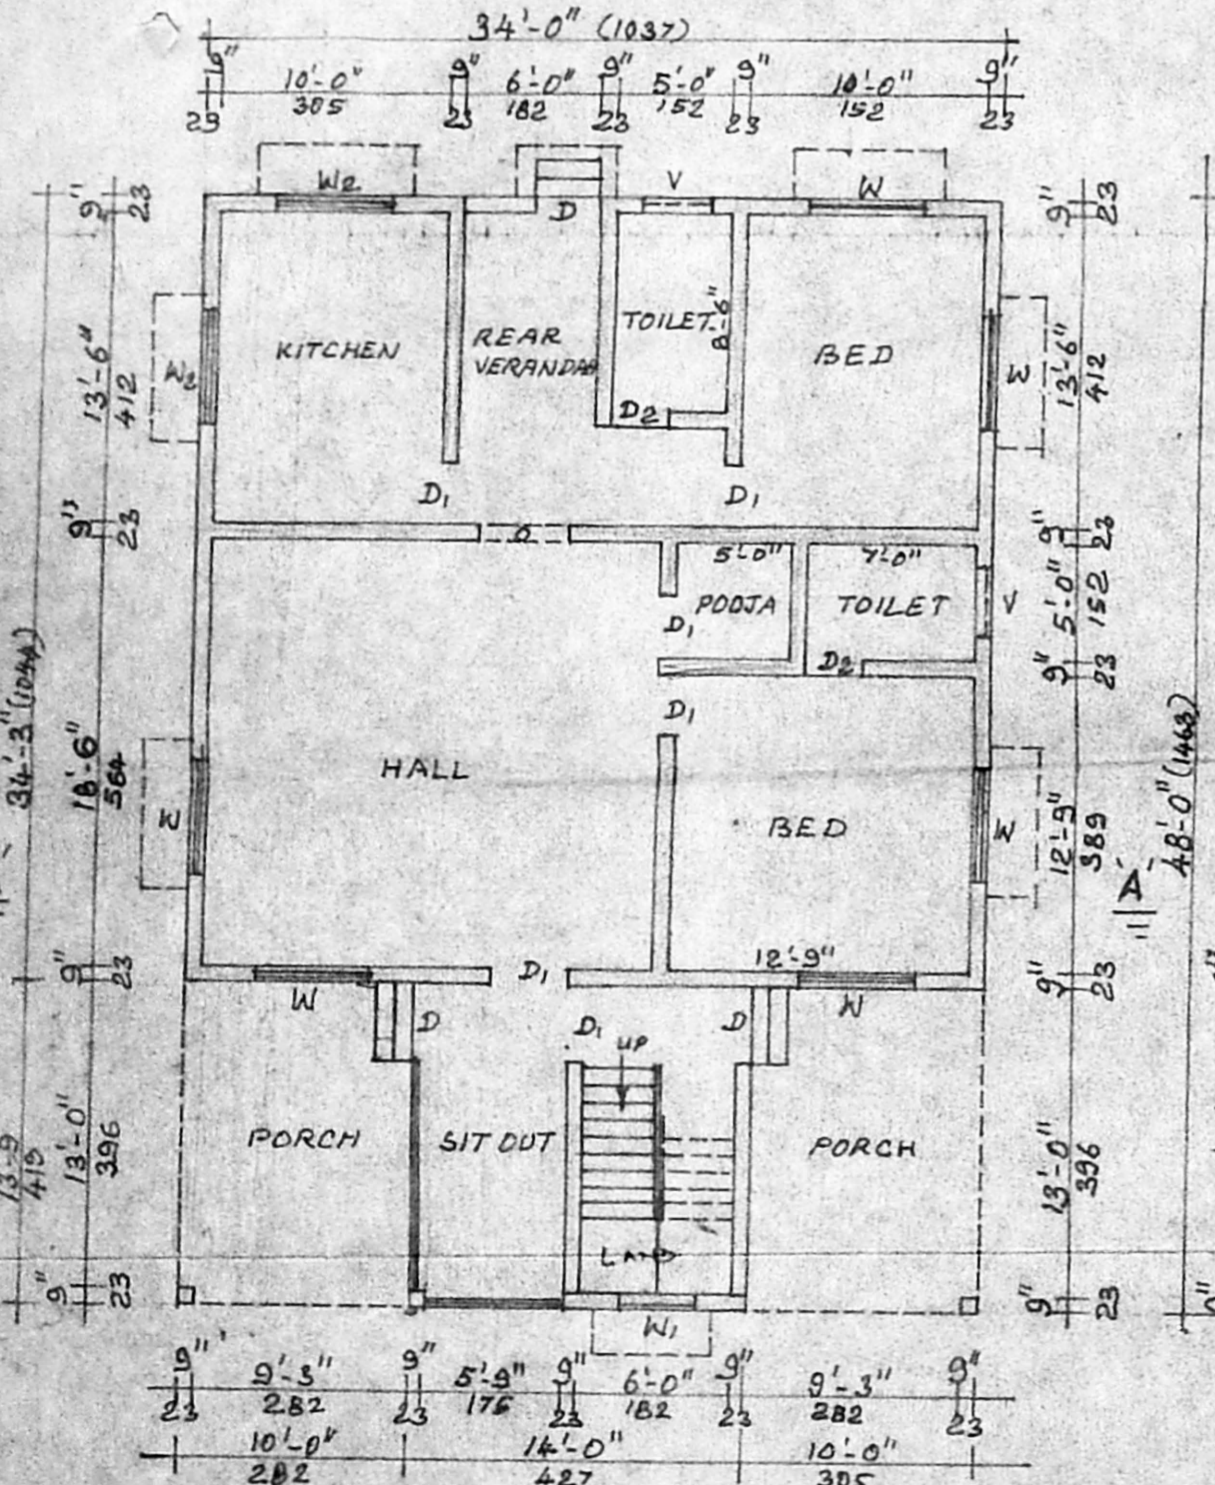 34'-0" (1037)
9" 10'-0" 9" 6'-0" 9" 5'-0" 9" 10'-0" 9"
23 305 23 182 23 152 23 152 23
W2 D V W
9" 23
9" 23
KITCHEN
REAR
VERANDAH
TOILET
8'-6"
BED
W2
W
13'-6"
412
13'-6"
412
D2
D1 D1
9" 23
O
9" 23
5'-0" 7'-0"
POOJA
TOILET
V
5'-0"
152
D1
D2
9" 23
D1
34'-3" (1044)
18'-6"
564
HALL
W
BED
W
12'-9"
389
48'-0" (1463)
'A'
12'-9"
9" 23
D1
9" 23
W W
D D1 D
UP
PORCH
SIT OUT
PORCH
13'-9
419
13'-0"
396
13'-0"
396
LAND
9" 23
9" 23
9"
W1
9" 9'-3" 9" 5'-9" 9" 6'-0" 9" 9'-3" 9"
23 282 23 176 23 182 23 282 23
10'-0" 14'-0" 10'-0"
282 427 305